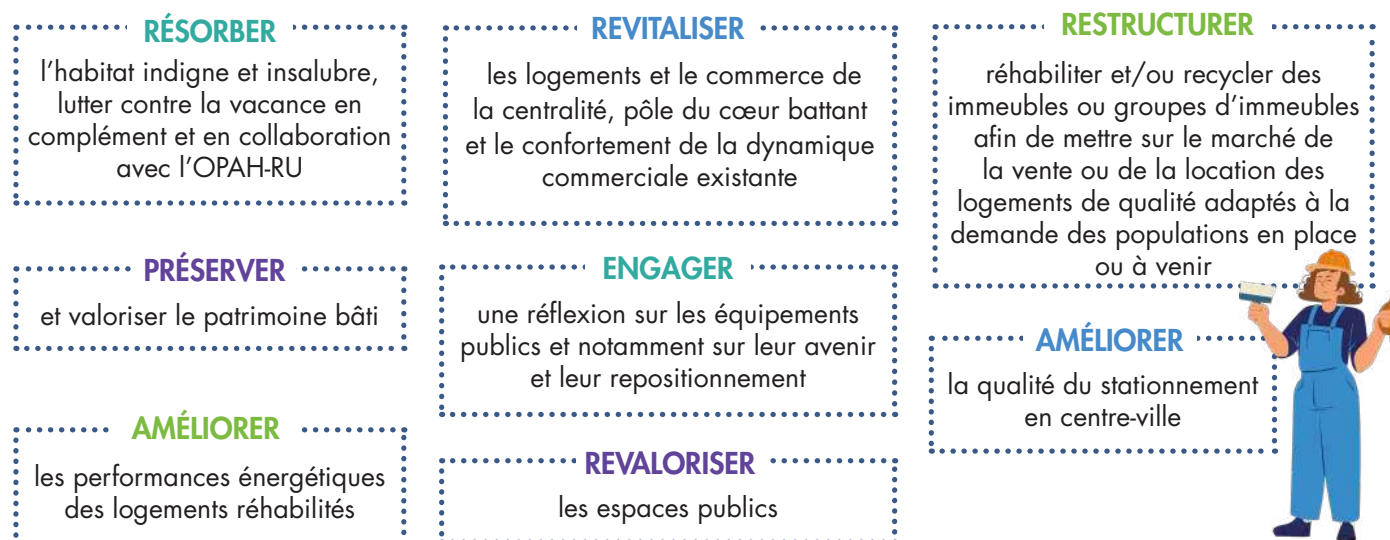 RÉSORBER
l'habitat indigne et insalubre,
lutter contre la vacance en
complément et en collaboration
avec l'OPAH-RU
PRÉSERVER
et valoriser le patrimoine bâti
AMÉLIORER
les performances énergétiques
des logements réhabilités
REVITALISER
les logements et le commerce de
la centralité, pôle du cœur battant
et le confortement de la dynamique
commerciale existante
ENGAGER
une réflexion sur les équipements
publics et notamment sur leur avenir
et leur repositionnement
REVALORISER
les espaces publics
RESTRUCTURER
réhabiliter et/ou recycler des
immeubles ou groupes d'immeubles
afin de mettre sur le marché de
la vente ou de la location des
logements de qualité adaptés à la
demande des populations en place
ou à venir
AMÉLIORER
la qualité du stationnement
en centre-ville